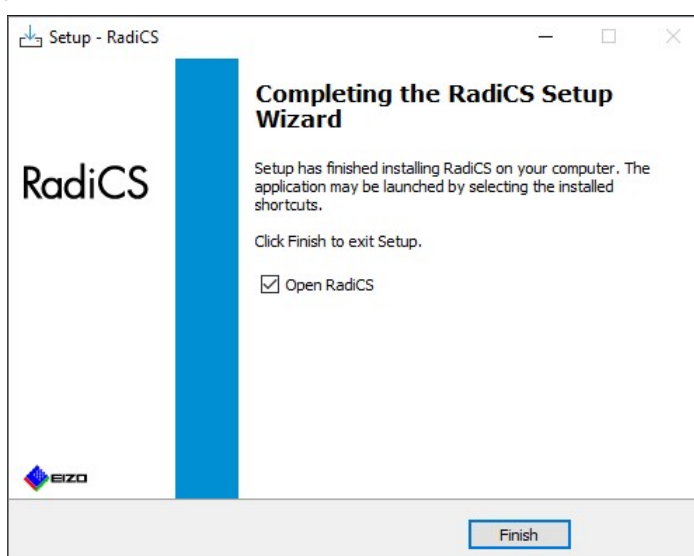 Setup - RadiCS
Completing the RadiCS Setup
Wizard
RadiCS
Setup has finished installing RadiCS on your computer. The
application may be launched by selecting the installed
shortcuts.
Click Finish to exit Setup.
Open RadiCS
EIZO
Finish